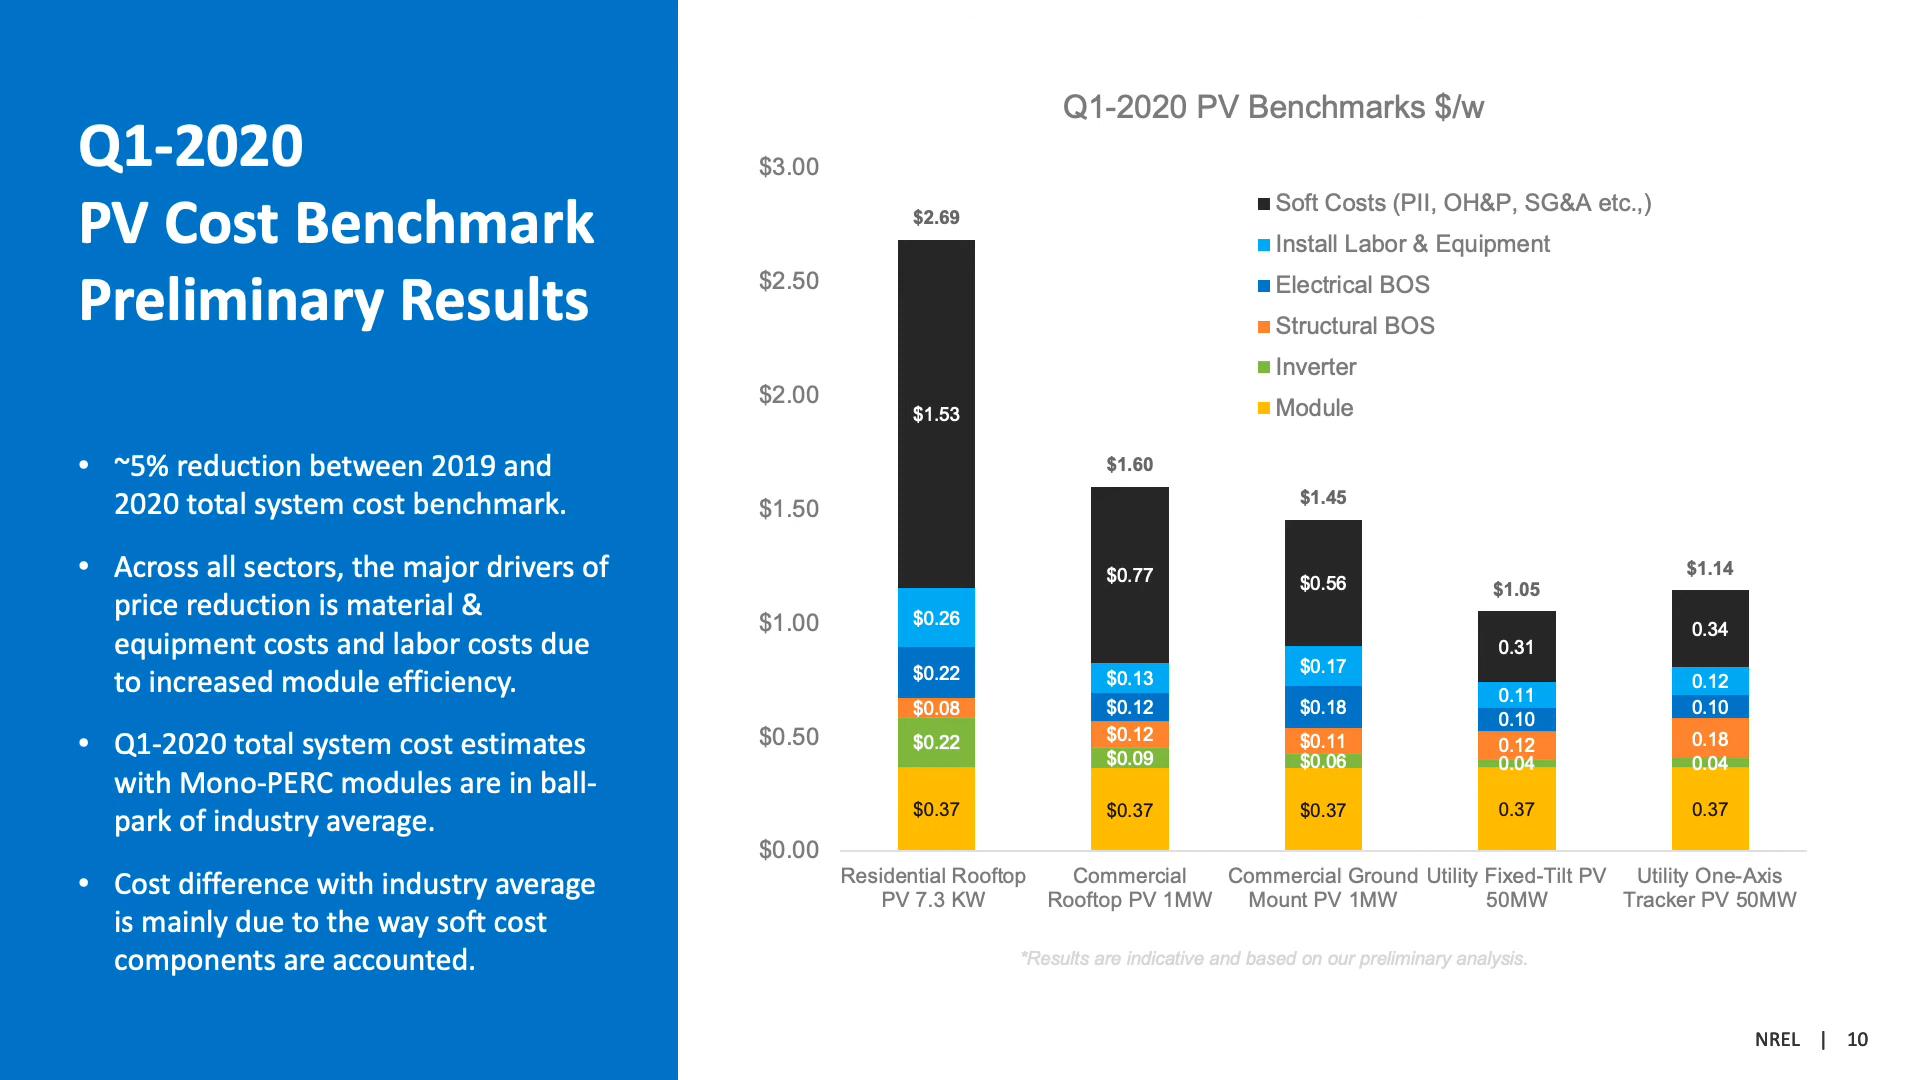 Q1-2020
PV Cost Benchmark
Preliminary Results
• ~5% reduction between 2019 and
2020 total system cost benchmark.
• Across all sectors, the major drivers of
price reduction is material &
equipment costs and labor costs due
to increased module efficiency.
• Q1-2020 total system cost estimates
with Mono-PERC modules are in ball-
park of industry average.
• Cost difference with industry average
is mainly due to the way soft cost
components are accounted.
Q1-2020 PV Benchmarks $/w
$3.00
$2.50
$2.00
$1.50
$1.00
$0.50
$0.00
Soft Costs (PII, OH&P, SG&A etc.,)
Install Labor & Equipment
Electrical BOS
Structural BOS
Inverter
Module
$2.69
$1.53
$0.26
$0.22
$0.08
$0.22
$0.37
$1.60
$0.77
$0.13
$0.12
$0.12
$0.09
$0.37
$1.45
$0.56
$0.17
$0.18
$0.11
$0.06
$0.37
$1.05
0.31
0.11
0.10
0.12
0.04
0.37
$1.14
0.34
0.12
0.10
0.18
0.04
0.37
Residential Rooftop
PV 7.3 KW
Commercial
Rooftop PV 1MW
Commercial Ground
Mount PV 1MW
Utility Fixed-Tilt PV
50MW
Utility One-Axis
Tracker PV 50MW
*Results are indicative and based on our preliminary analysis.
NREL | 10